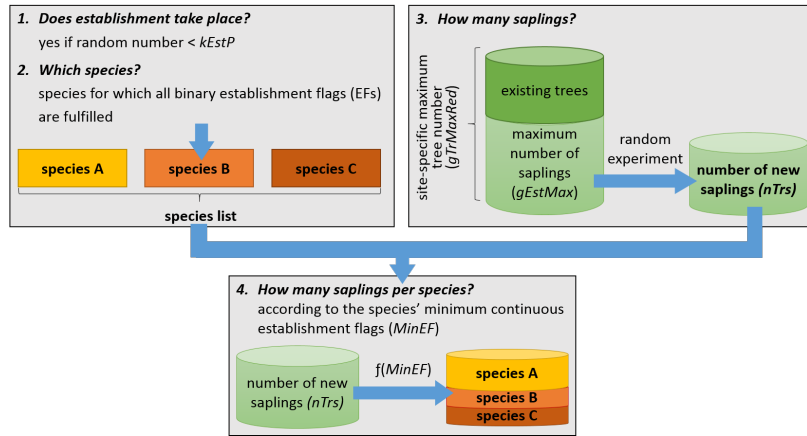 1. Does establishment take place?
yes if random number < kEstP
2. Which species?
species for which all binary establishment flags (EFs)
are fulfilled
species A
species B
species C
species list
3. How many saplings?
site-specific maximum
tree number
(gTrMaxRed)
existing trees
maximum
number of
saplings
(gEstMax)
random
experiment
number of new
saplings (nTrs)
4. How many saplings per species?
according to the species’ minimum continuous
establishment flags (MinEF)
number of new
saplings (nTrs)
ƒ(MinEF)
species A
species B
species C